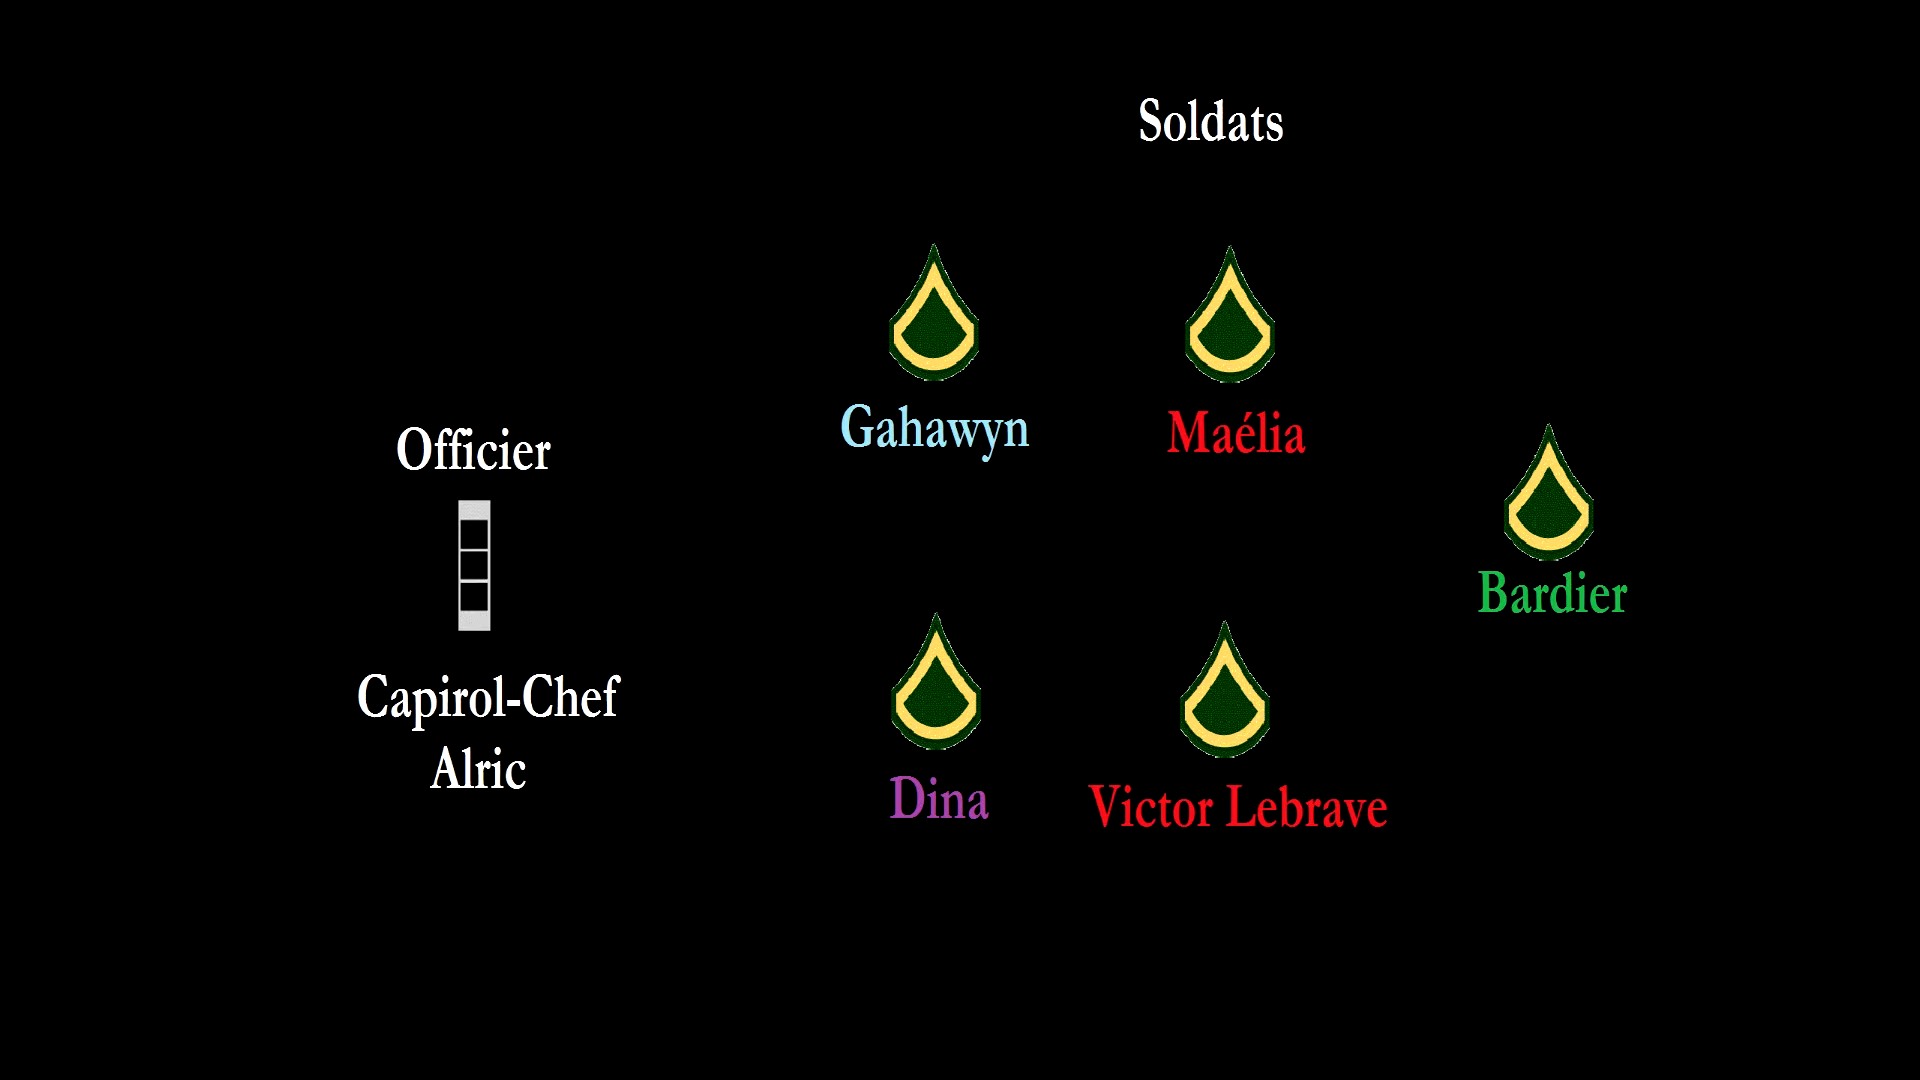 Soldats
Gahawyn
Maélia
Officier
Bardier
Capirol-Chef
Alric
Dina
Victor Lebrave